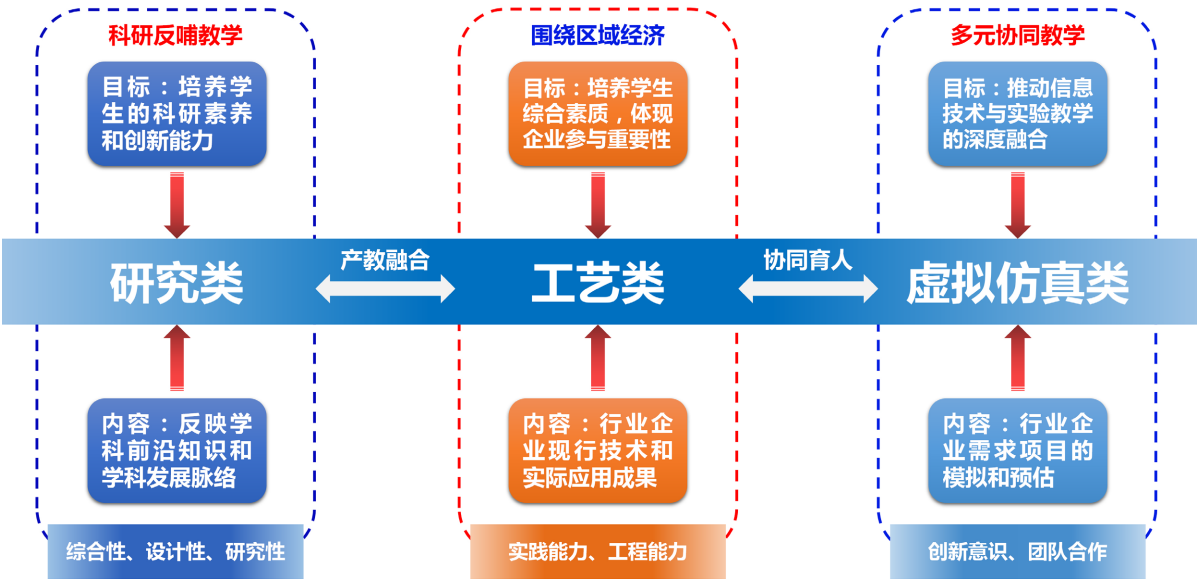 科研反哺教学
目标：培养学
生的科研素养
和创新能力
围绕区域经济
目标：培养学生
综合素质，体现
企业参与重要性
多元协同教学
目标：推动信息
技术与实验教学
的深度融合
研究类
产教融合
工艺类
协同育人
虚拟仿真类
内容：反映学
科前沿知识和
学科发展脉络
综合性、设计性、研究性
内容：行业企
业现行技术和
实际应用成果
实践能力、工程能力
内容：行业企
业需求项目的
模拟和预估
创新意识、团队合作